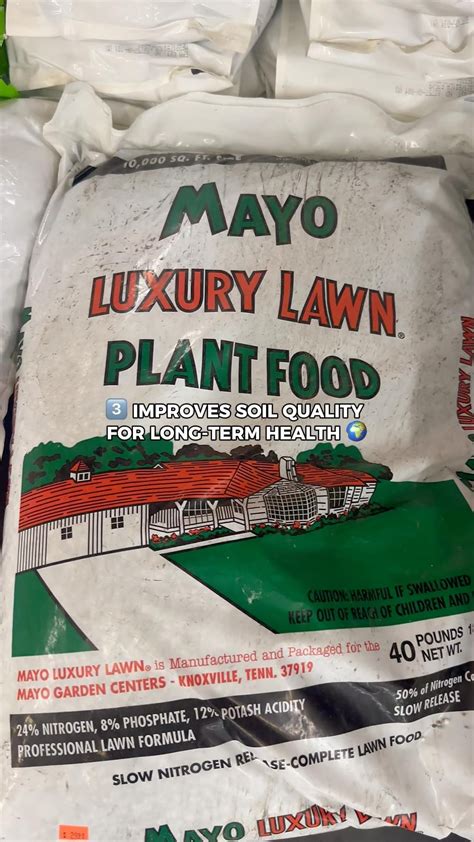 10,000 SQ. FT.
MAYO
LUXURY LAWN®
PLANT FOOD
3 IMPROVES SOIL QUALITY
FOR LONG-TERM HEALTH 🌍
LUXURY LAWN
CAUTION: HARMFUL IF SWALLOWED
KEEP OUT OF REACH OF CHILDREN AND
MAYO LUXURY LAWN® is Manufactured and Packaged for the
MAYO GARDEN CENTERS - KNOXVILLE, TENN. 37919
40 POUNDS
NET WT.
24% NITROGEN, 8% PHOSPHATE, 12% POTASH ACIDITY
PROFESSIONAL LAWN FORMULA
50% of Nitrogen
SLOW RELEASE
SLOW NITROGEN RELEASE-COMPLETE LAWN FOOD
MAYO LUXURY LAWN